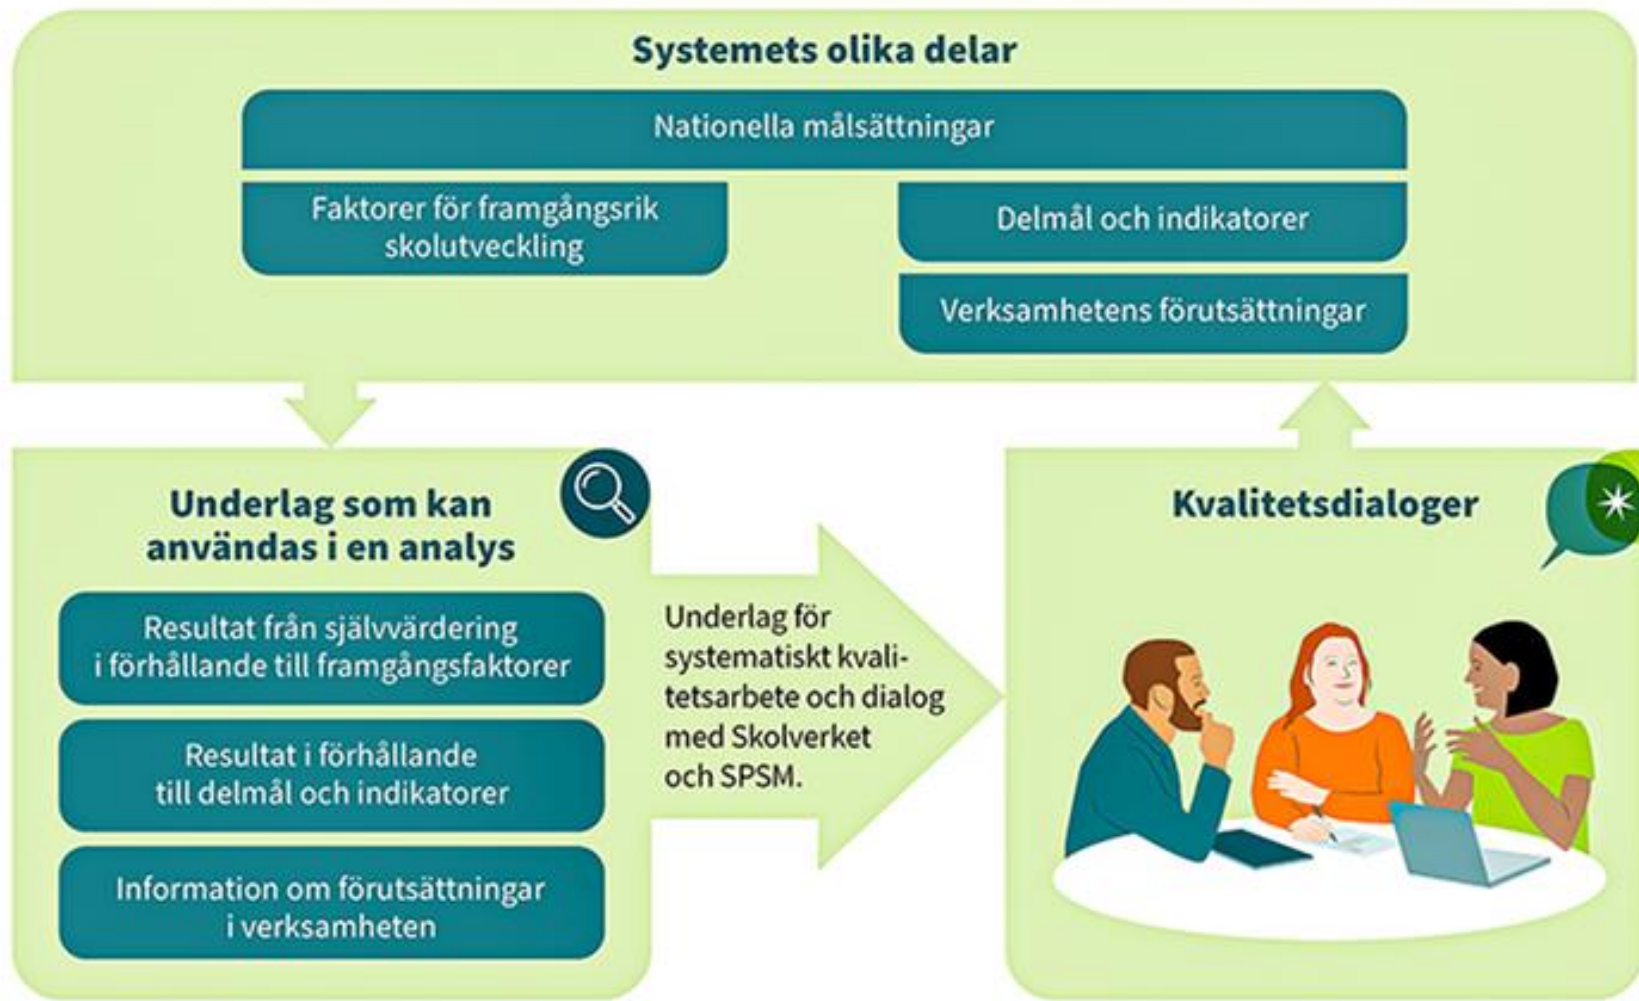 Systemets olika delar
Nationella målsättningar
Faktorer för framgångsrik
skolutveckling
Delmål och indikatorer
Verksamhetens förutsättningar
Underlag som kan
användas i en analys
Resultat från självvärdering
i förhållande till framgångsfaktorer
Resultat i förhållande
till delmål och indikatorer
Information om förutsättningar
i verksamheten
Underlag för
systematiskt kvali-
tetsarbete och dialog
med Skolverket
och SPSM.
Kvalitetsdialoger